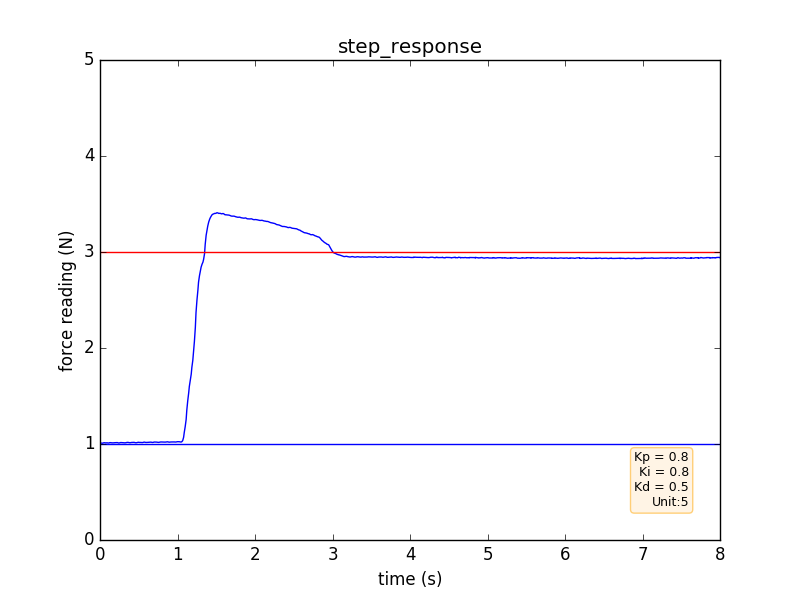 step_response
5
4
3
2
1
0
force reading (N)
Kp = 0.8
Ki = 0.8
Kd = 0.5
Unit:5
0 1 2 3 4 5 6 7 8
time (s)